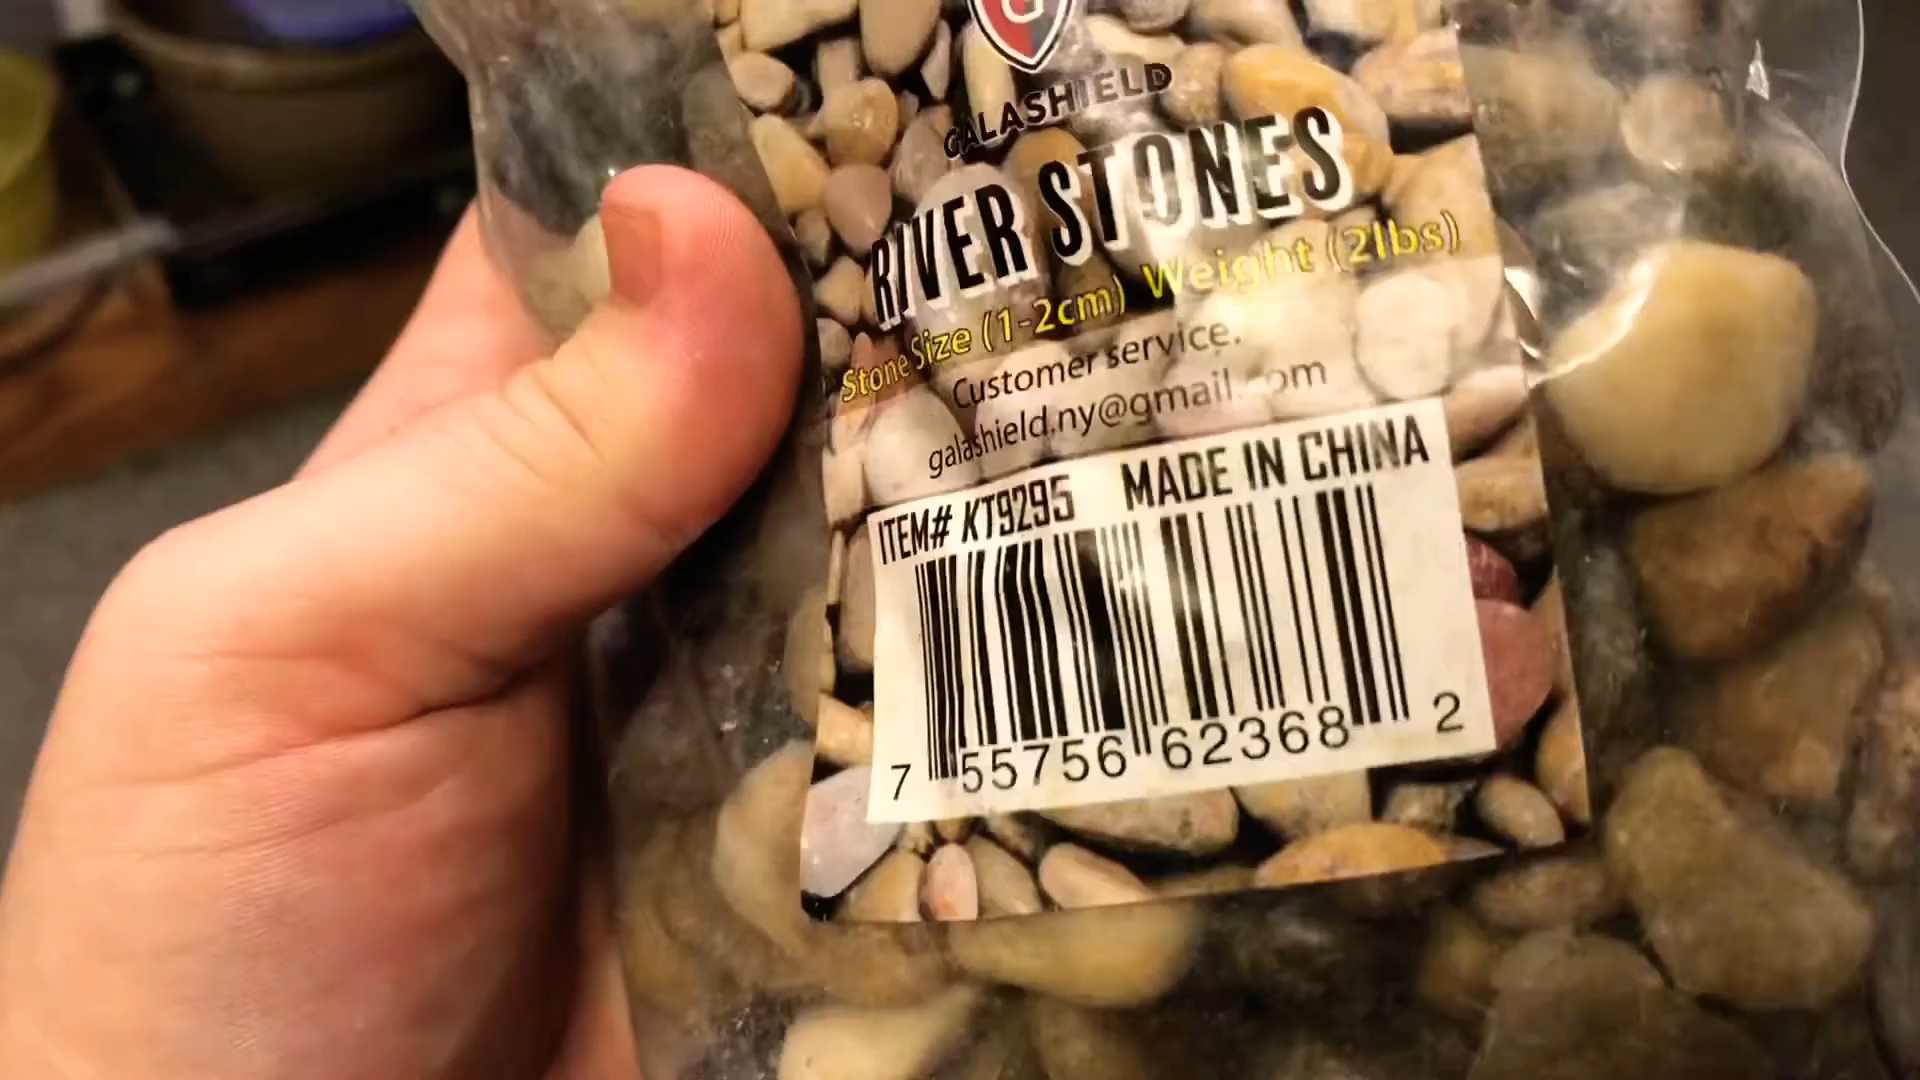 GALASHIELD
RIVER STONES
Stone Size (1-2cm) Weight (2lbs)
Customer service.
galashield.ny@gmail.com
ITEM# KT9295 MADE IN CHINA
7 55756 62368 2